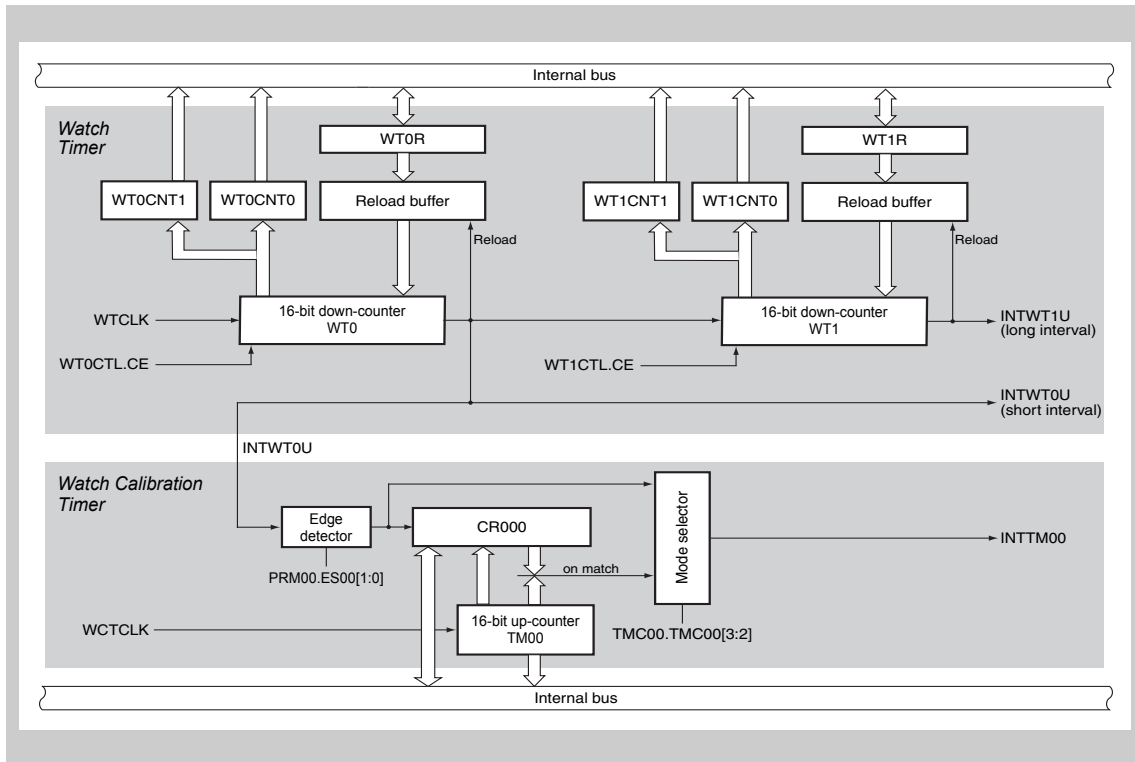 Internal bus
Watch
Timer
WT0R
WT1R
WT0CNT1
WT0CNT0
Reload buffer
WT1CNT1
WT1CNT0
Reload buffer
Reload
Reload
WTCLK
16-bit down-counter
WT0
16-bit down-counter
WT1
INTWT1U
(long interval)
WT0CTL.CE
WT1CTL.CE
INTWT0U
(short interval)
INTWT0U
Watch Calibration
Timer
Edge
detector
CR000
Mode selector
INTTM00
on match
PRM00.ES00[1:0]
WCTCLK
16-bit up-counter
TM00
TMC00.TMC00[3:2]
Internal bus